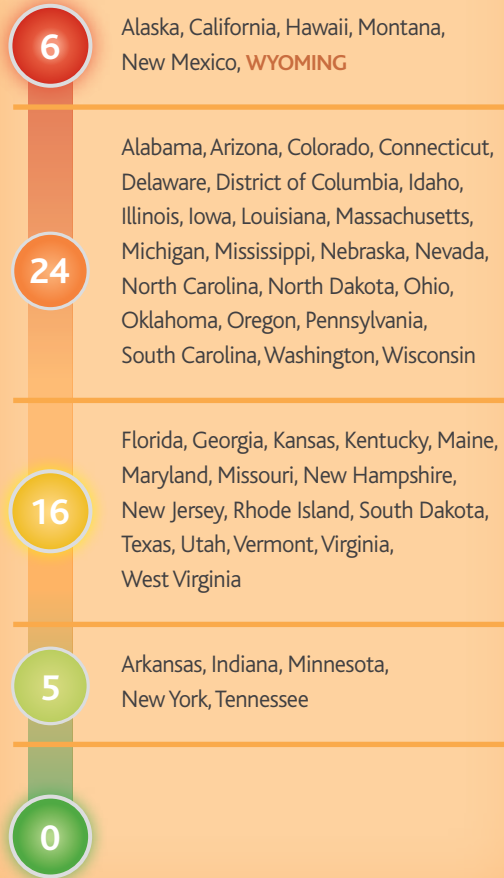 6
Alaska, California, Hawaii, Montana,
New Mexico, WYOMING
24
Alabama, Arizona, Colorado, Connecticut,
Delaware, District of Columbia, Idaho,
Illinois, Iowa, Louisiana, Massachusetts,
Michigan, Mississippi, Nebraska, Nevada,
North Carolina, North Dakota, Ohio,
Oklahoma, Oregon, Pennsylvania,
South Carolina, Washington, Wisconsin
16
Florida, Georgia, Kansas, Kentucky, Maine,
Maryland, Missouri, New Hampshire,
New Jersey, Rhode Island, South Dakota,
Texas, Utah, Vermont, Virginia,
West Virginia
5
Arkansas, Indiana, Minnesota,
New York, Tennessee
0